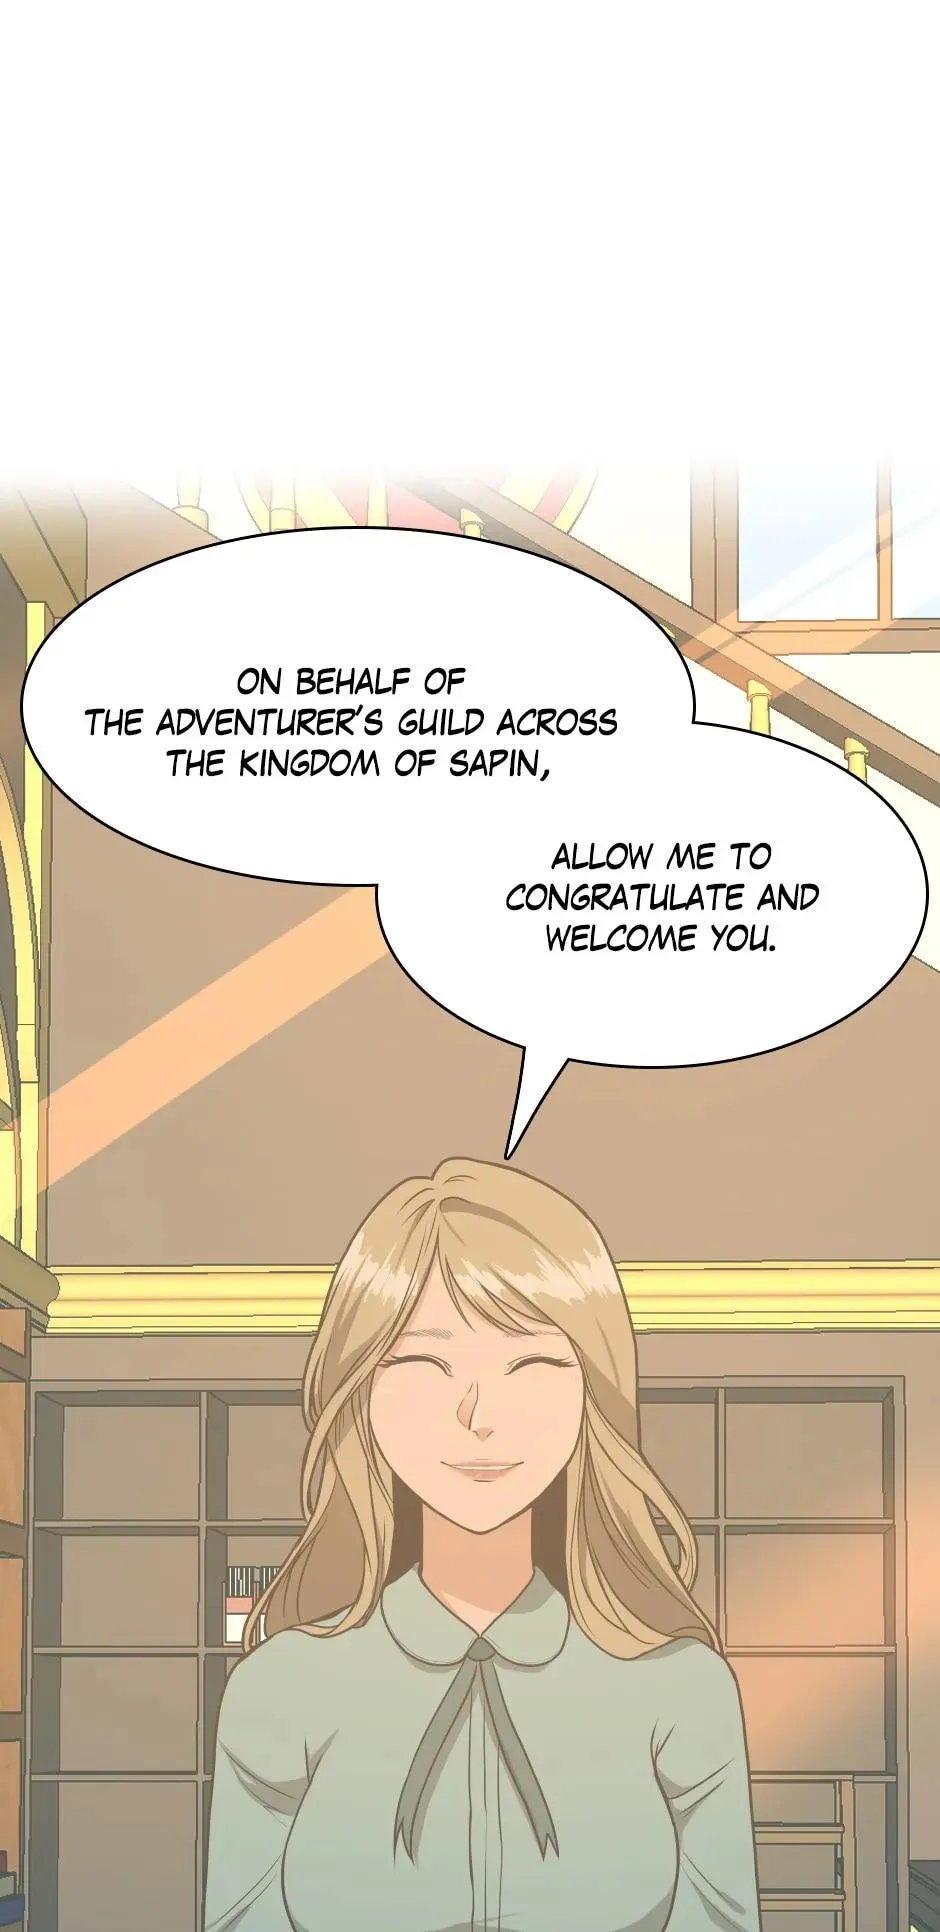 ON BEHALF OF
THE ADVENTURER'S GUILD ACROSS
THE KINGDOM OF SAPIN,
ALLOW ME TO
CONGRATULATE AND
WELCOME YOU.